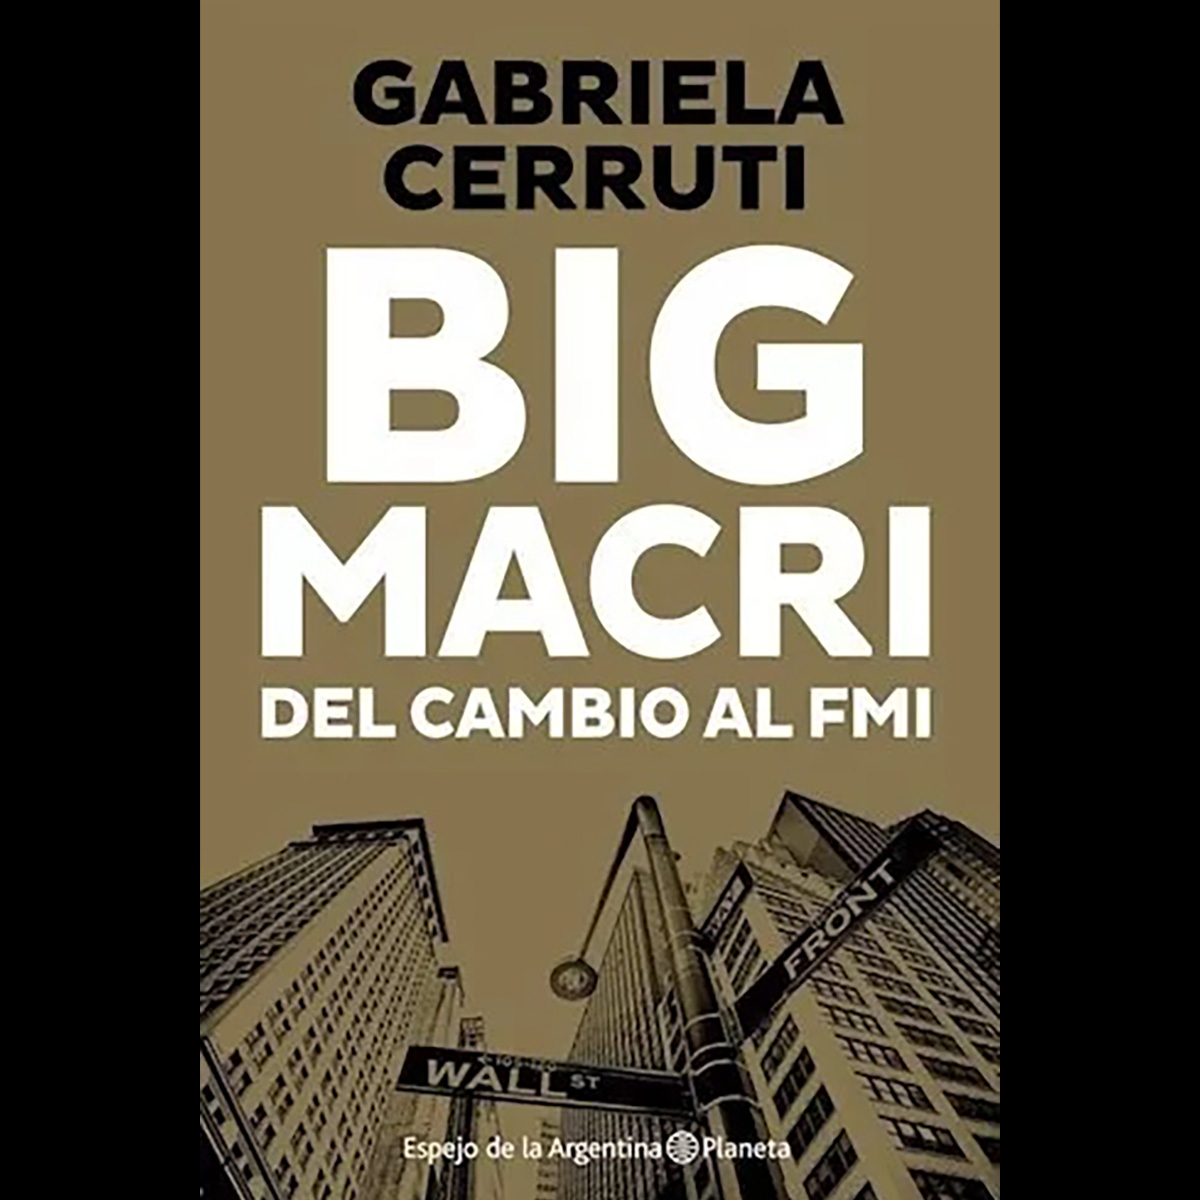 GABRIELA
CERRUTI
BIG
MACRI
DEL CAMBIO AL FMI
FRONT
WALL ST
Espejo de la Argentina Planeta